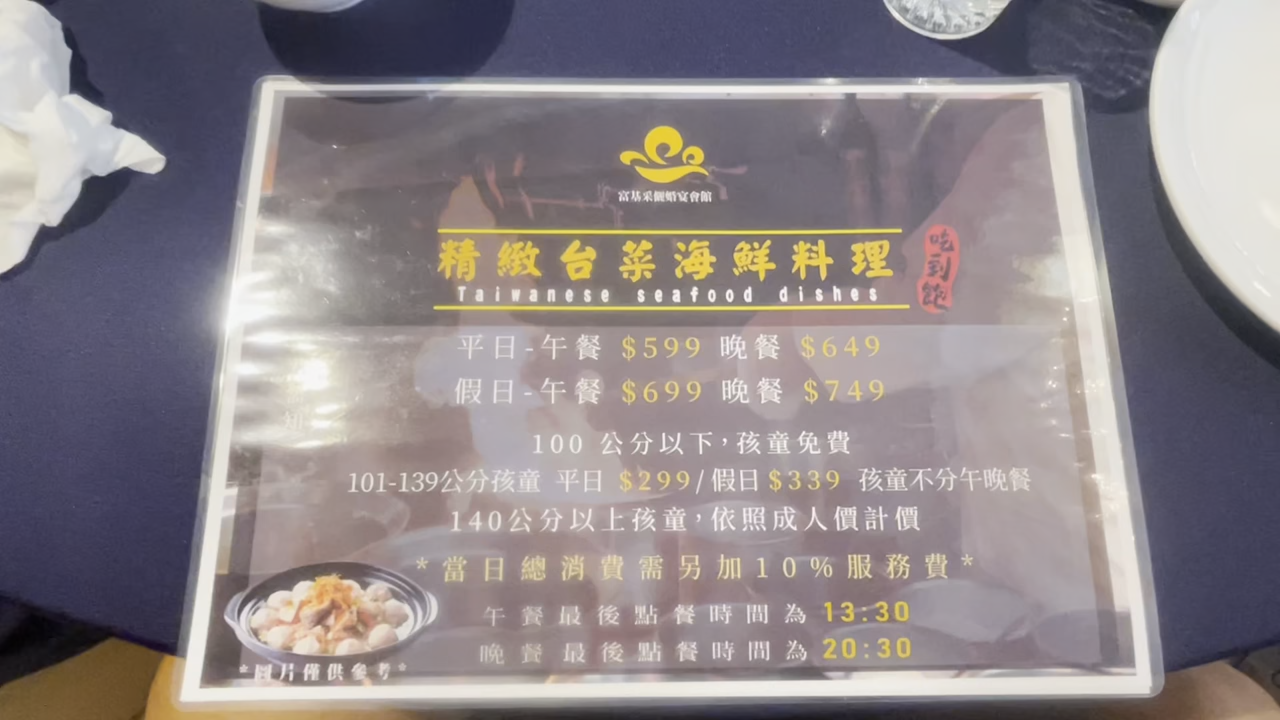 富基采儷婚宴會館
精緻台菜海鮮料理
吃到飽
Taiwanese seafood dishes
平日-午餐 $599 晚餐 $649
假日-午餐 $699 晚餐 $749
100 公分以下，孩童免費
101-139公分孩童 平日 $299/假日$339 孩童不分午晚餐
140公分以上孩童，依照成人價計價
*當日總消費需另加10%服務費*
午餐最後點餐時間為 13:30
晚餐最後點餐時間為 20:30
*圖片僅供參考*